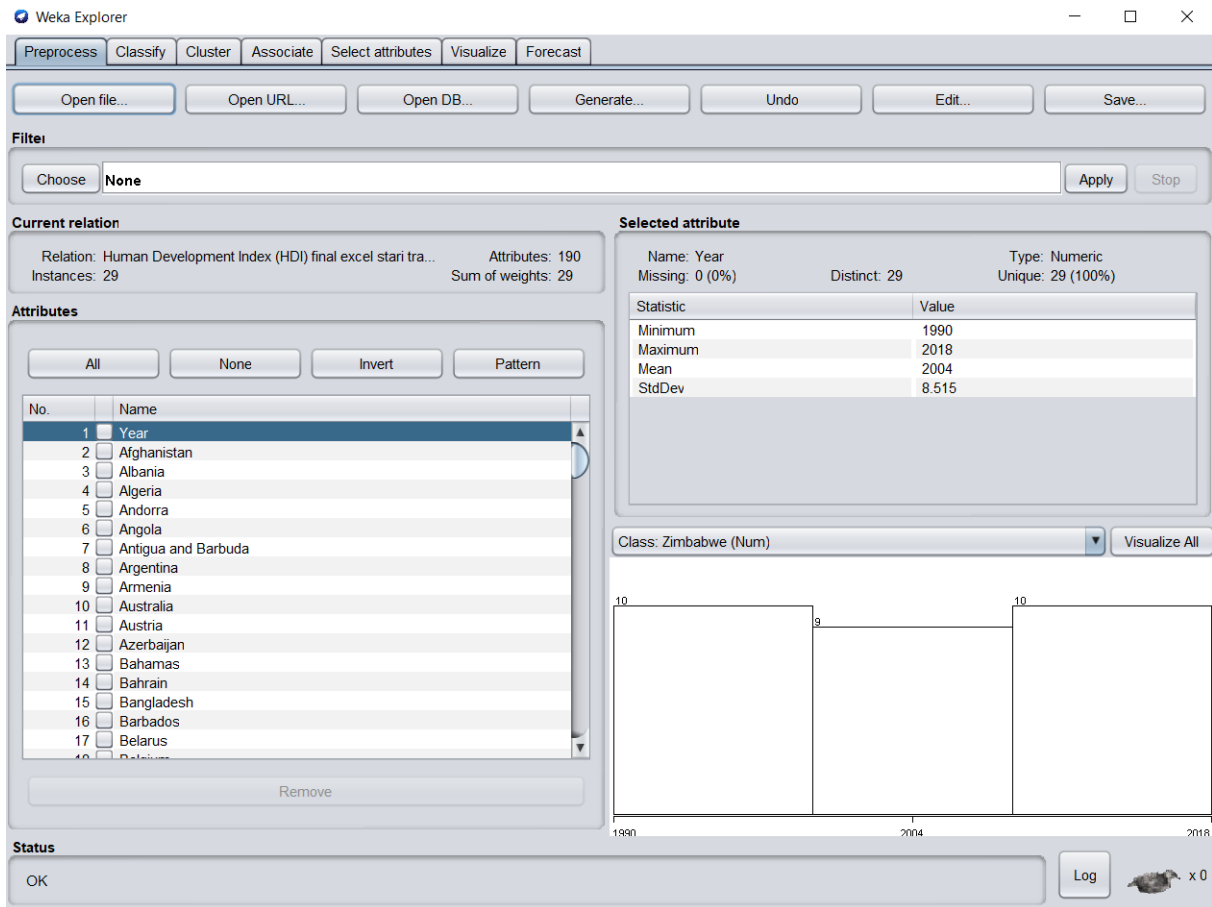 Weka Explorer
Preprocess Classify Cluster Associate Select attributes Visualize Forecast
Open file... Open URL... Open DB... Generate... Undo Edit... Save...
Filter
Choose None Apply Stop
Current relation
Relation: Human Development Index (HDI) final excel stari tra... Attributes: 190
Instances: 29 Sum of weights: 29
Attributes
All None Invert Pattern
No. Name
1 Year
2 Afghanistan
3 Albania
4 Algeria
5 Andorra
6 Angola
7 Antigua and Barbuda
8 Argentina
9 Armenia
10 Australia
11 Austria
12 Azerbaijan
13 Bahamas
14 Bahrain
15 Bangladesh
16 Barbados
17 Belarus
18 Belgium
Remove
Selected attribute
Name: Year Type: Numeric
Missing: 0 (0%) Distinct: 29 Unique: 29 (100%)
Statistic Value
Minimum 1990
Maximum 2018
Mean 2004
StdDev 8.515
Class: Zimbabwe (Num) Visualize All
10 9 10
1990 2004 2018
Status
OK Log x 0